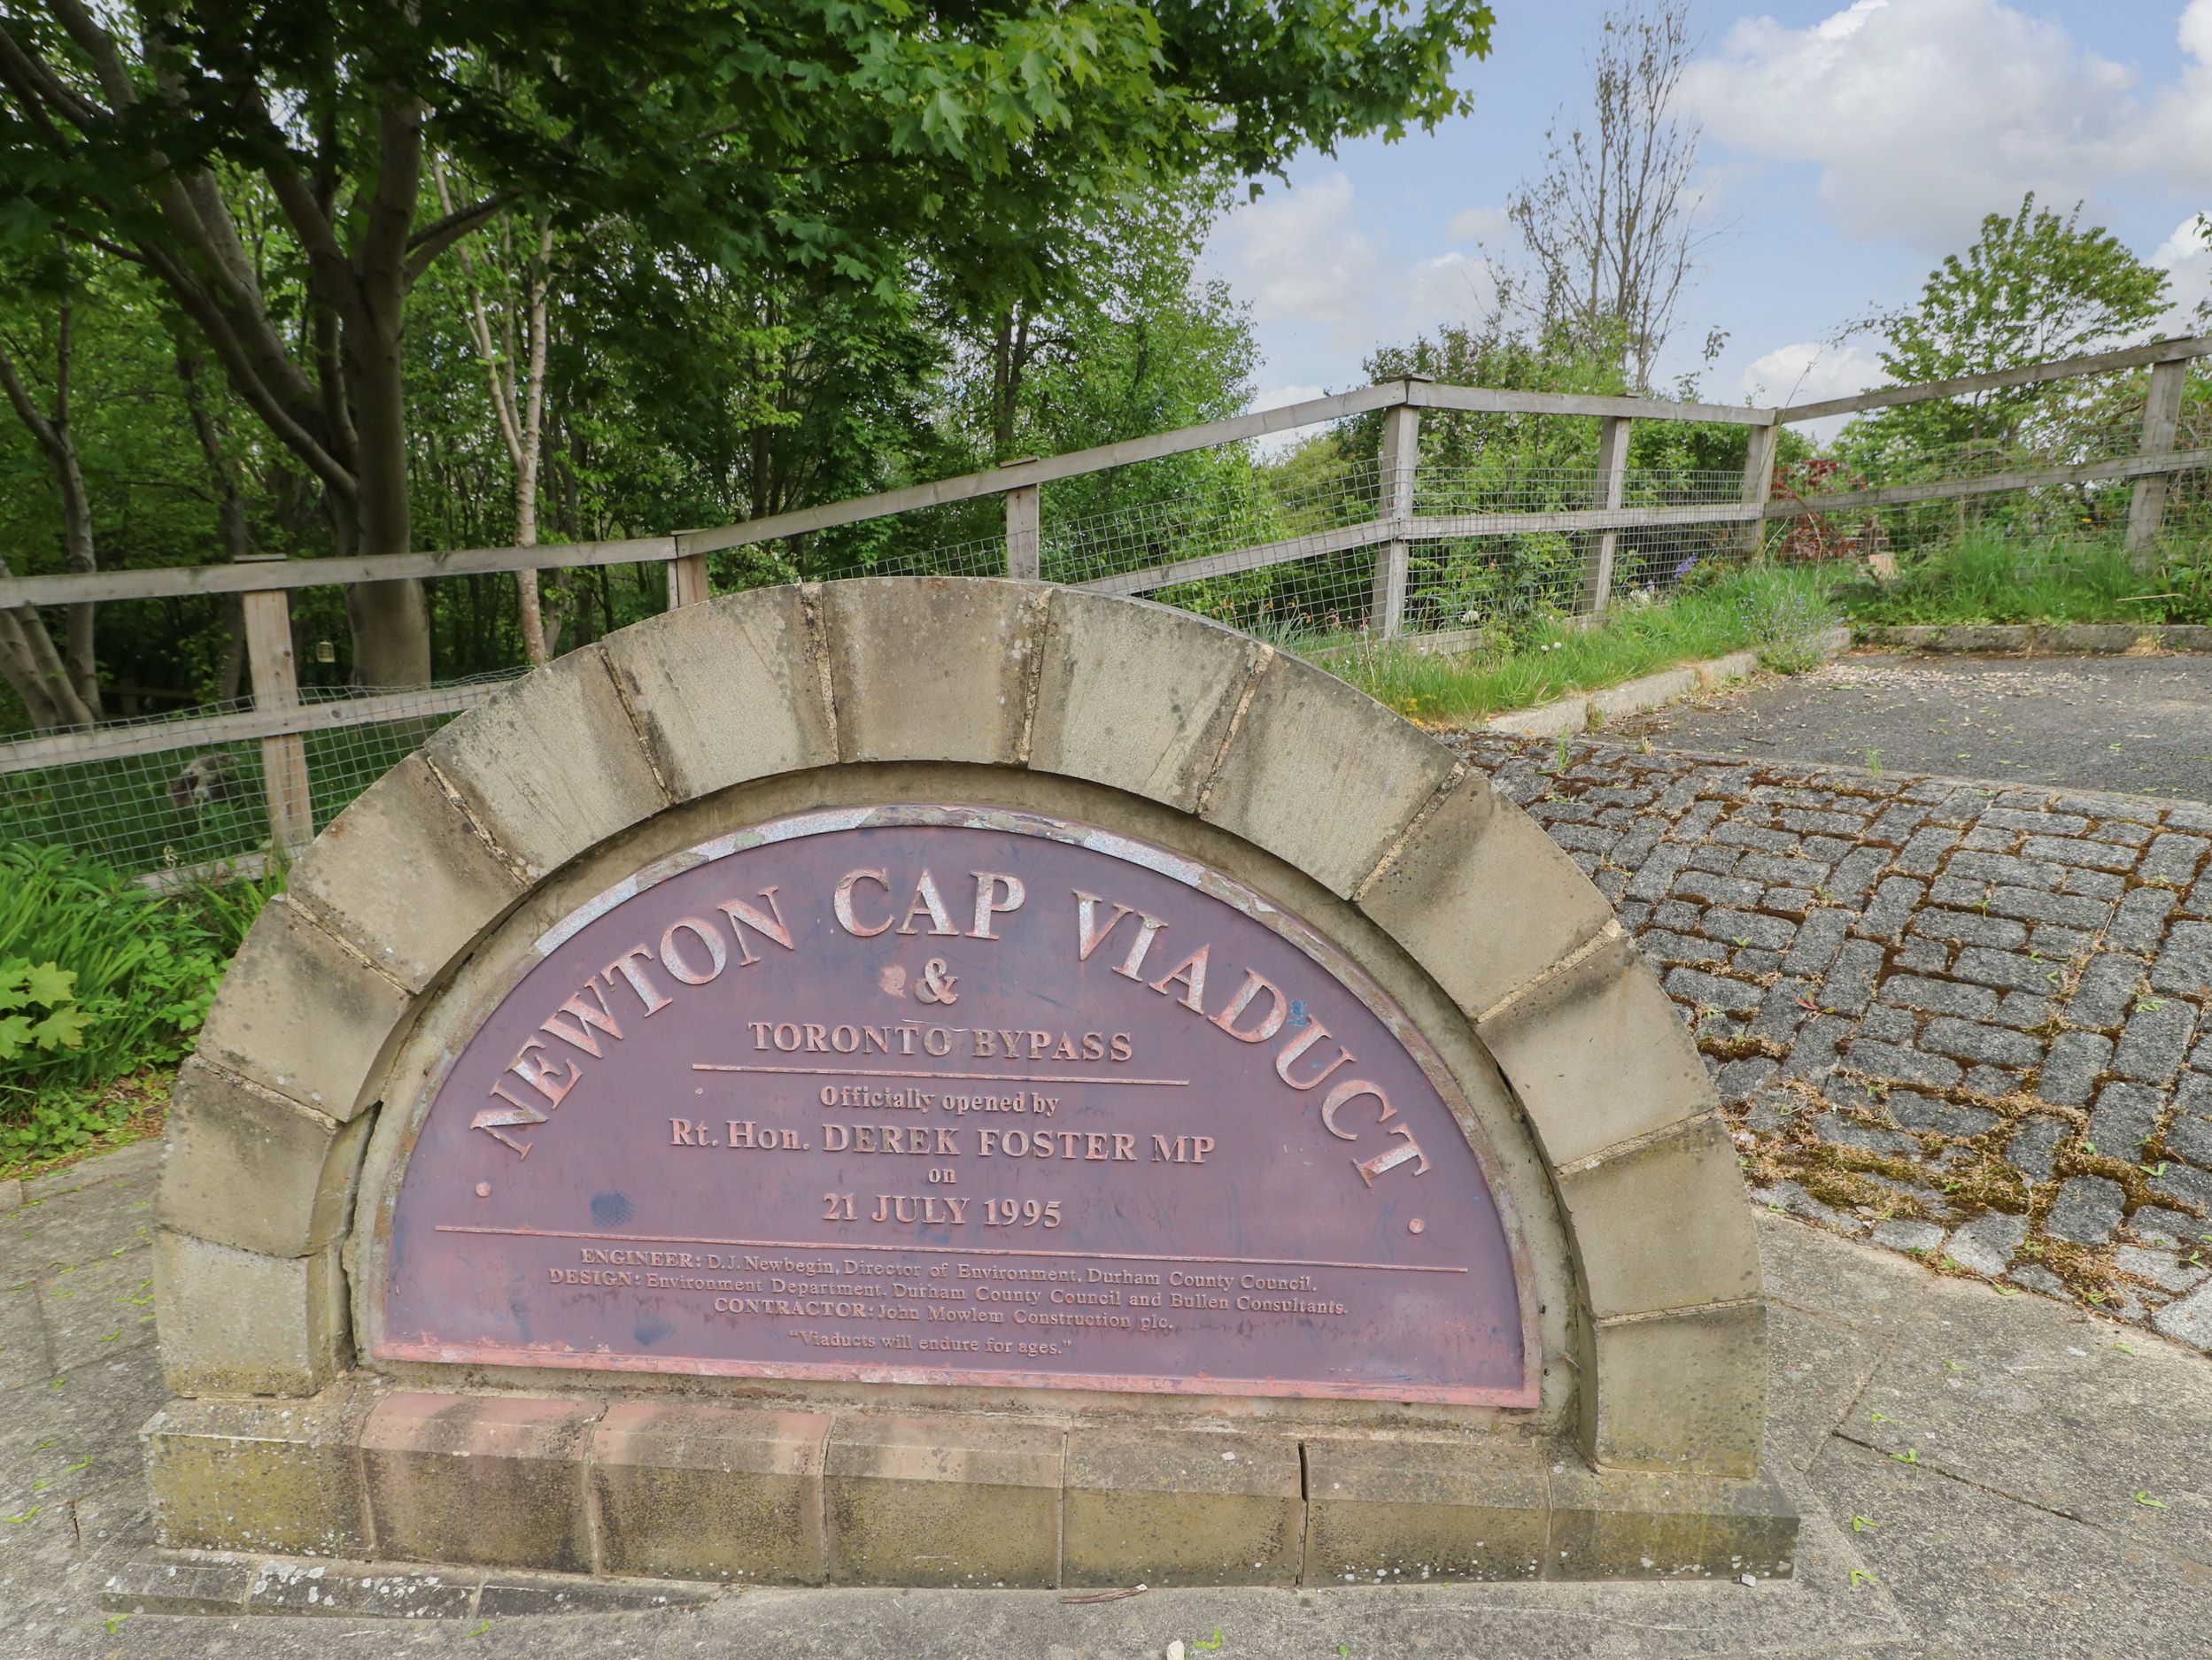 NEWTON CAP VIADUCT
&
TORONTO BYPASS
Officially opened by
Rt. Hon. DEREK FOSTER MP
on
21 JULY 1995
ENGINEER: D.J. Newbegin, Director of Environment, Durham County Council.
DESIGN: Environment Department, Durham County Council and Bullen Consultants.
CONTRACTOR: John Mowlem Construction plc.
"Viaducts will endure for ages."